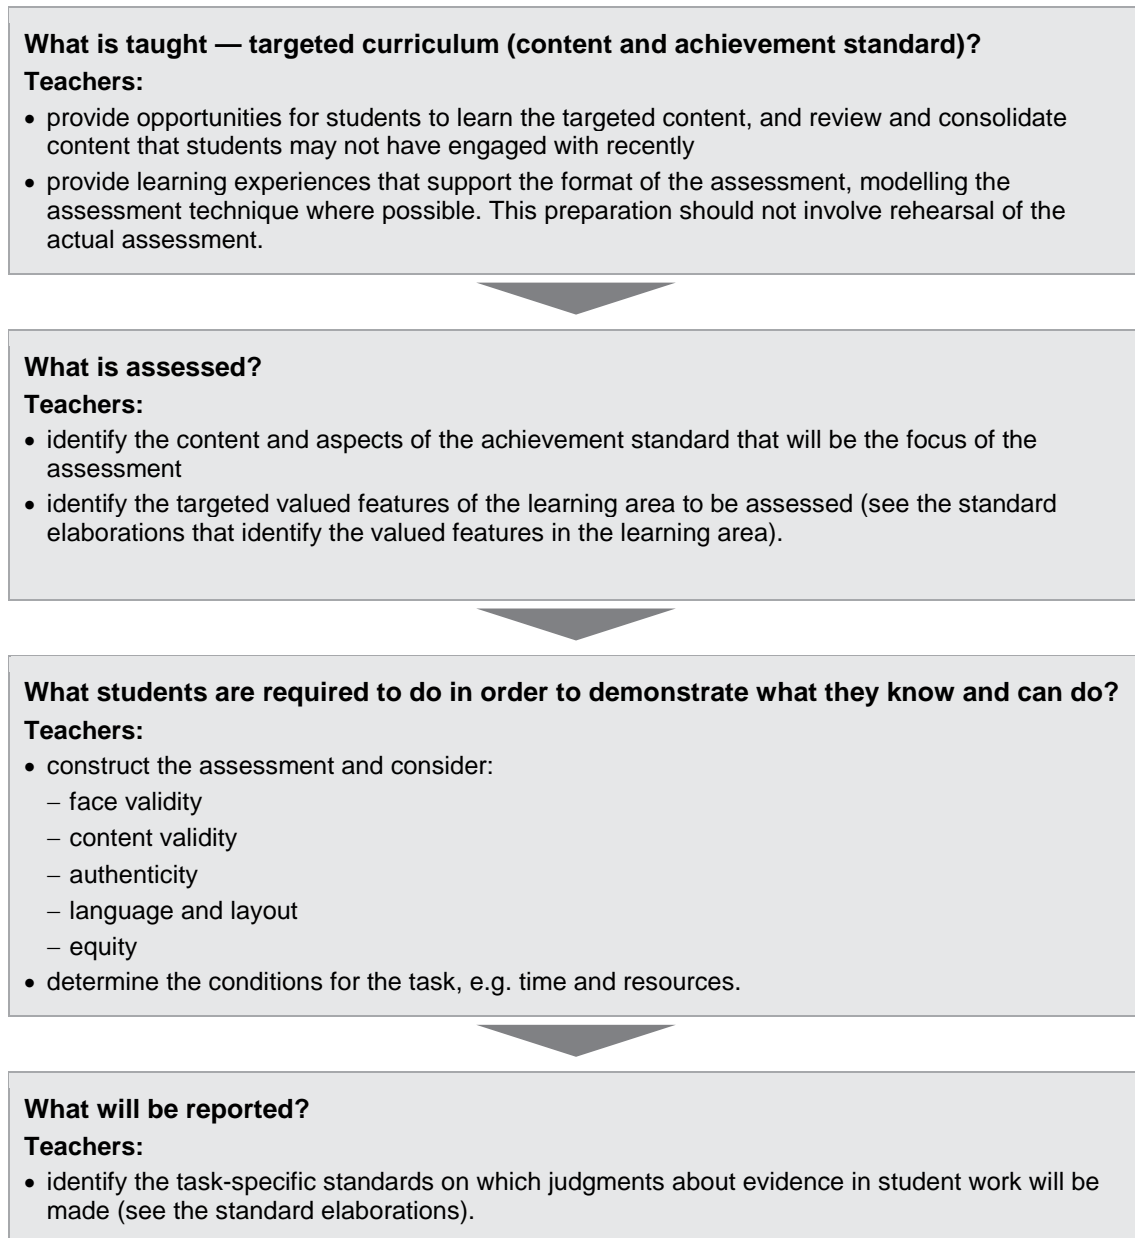 What is taught — targeted curriculum (content and achievement standard)?
Teachers:
• provide opportunities for students to learn the targeted content, and review and consolidate
content that students may not have engaged with recently
• provide learning experiences that support the format of the assessment, modelling the
assessment technique where possible. This preparation should not involve rehearsal of the
actual assessment.
What is assessed?
Teachers:
• identify the content and aspects of the achievement standard that will be the focus of the
assessment
• identify the targeted valued features of the learning area to be assessed (see the standard
elaborations that identify the valued features in the learning area).
What students are required to do in order to demonstrate what they know and can do?
Teachers:
• construct the assessment and consider:
− face validity
− content validity
− authenticity
− language and layout
− equity
• determine the conditions for the task, e.g. time and resources.
What will be reported?
Teachers:
• identify the task-specific standards on which judgments about evidence in student work will be
made (see the standard elaborations).